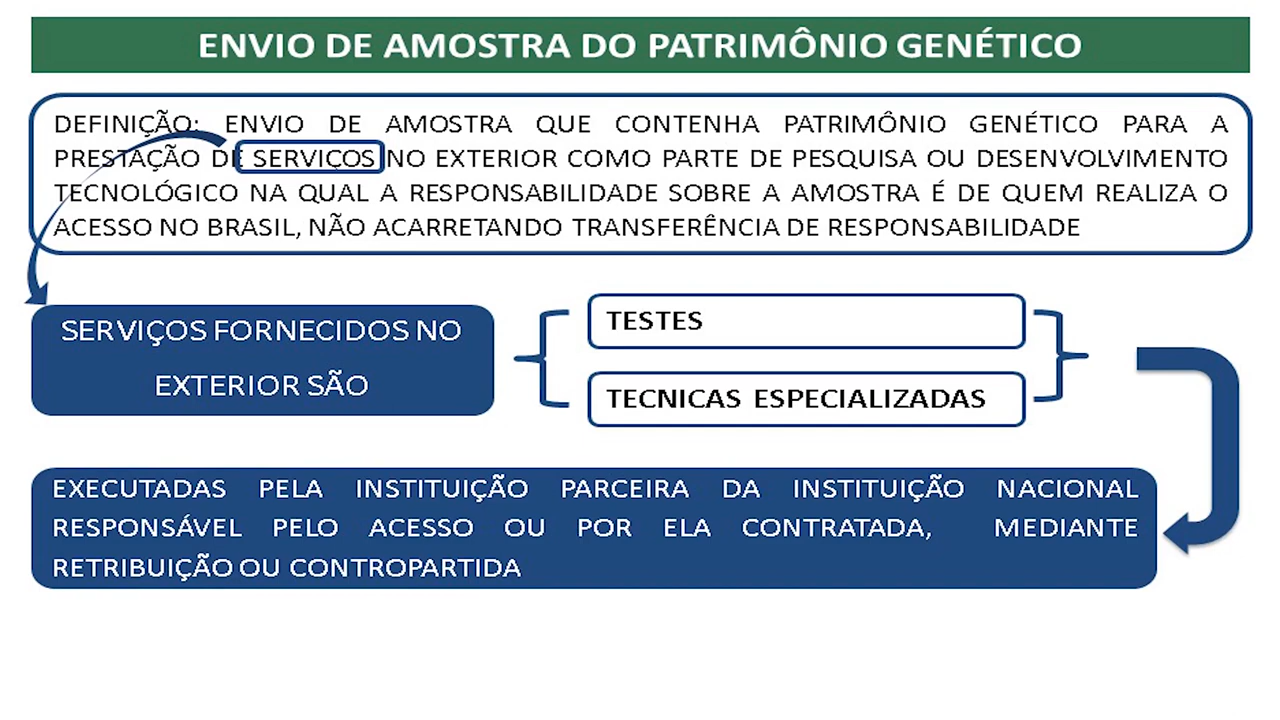 ENVIO DE AMOSTRA DO PATRIMÔNIO GENÉTICO
DEFINIÇÃO: ENVIO DE AMOSTRA QUE CONTENHA PATRIMÔNIO GENÉTICO PARA A
PRESTAÇÃO DE SERVIÇOS NO EXTERIOR COMO PARTE DE PESQUISA OU DESENVOLVIMENTO
TECNOLÓGICO NA QUAL A RESPONSABILIDADE SOBRE A AMOSTRA É DE QUEM REALIZA O
ACESSO NO BRASIL, NÃO ACARRETANDO TRANSFERÊNCIA DE RESPONSABILIDADE
SERVIÇOS FORNECIDOS NO
EXTERIOR SÃO
TESTES
TECNICAS ESPECIALIZADAS
EXECUTADAS PELA INSTITUIÇÃO PARCEIRA DA INSTITUIÇÃO NACIONAL
RESPONSÁVEL PELO ACESSO OU POR ELA CONTRATADA, MEDIANTE
RETRIBUIÇÃO OU CONTROPARTIDA